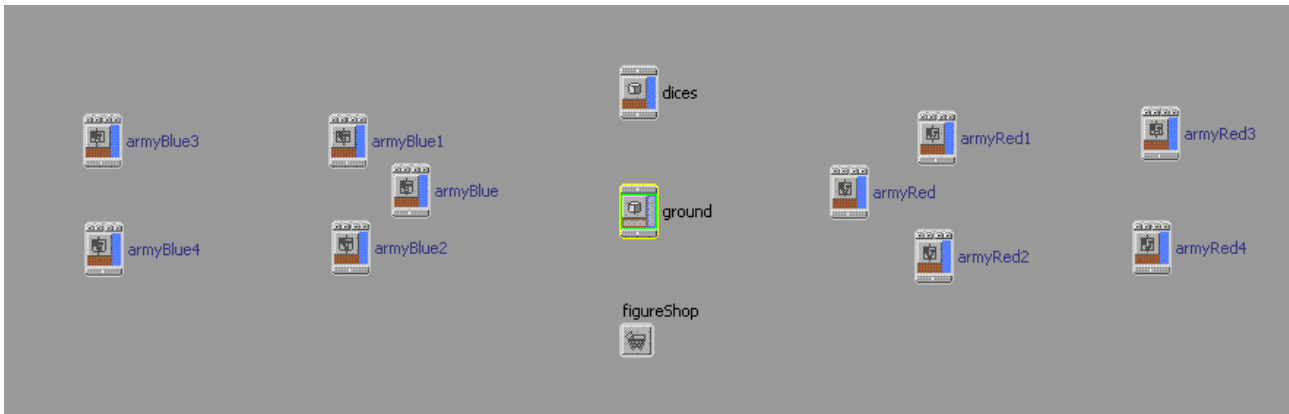 dices
armyBlue3
armyBlue1
armyRed1
armyRed3
armyBlue
ground
armyRed
armyBlue4
armyBlue2
armyRed2
armyRed4
figureShop